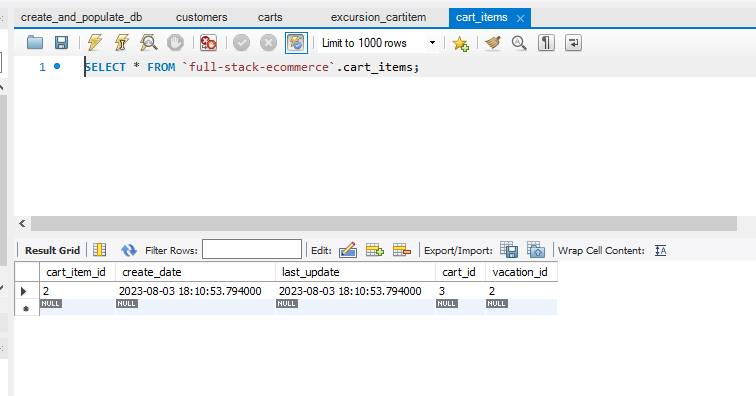 create_and_populate_db customers carts excursion_cartitem cart_items
Limit to 1000 rows
1 SELECT * FROM `full-stack-ecommerce`.cart_items;
Result Grid Filter Rows: Edit: Export/Import: Wrap Cell Content: IA
cart_item_id create_date last_update cart_id vacation_id
2 2023-08-03 18:10:53.794000 2023-08-03 18:10:53.794000 3 2
NULL NULL NULL NULL NULL